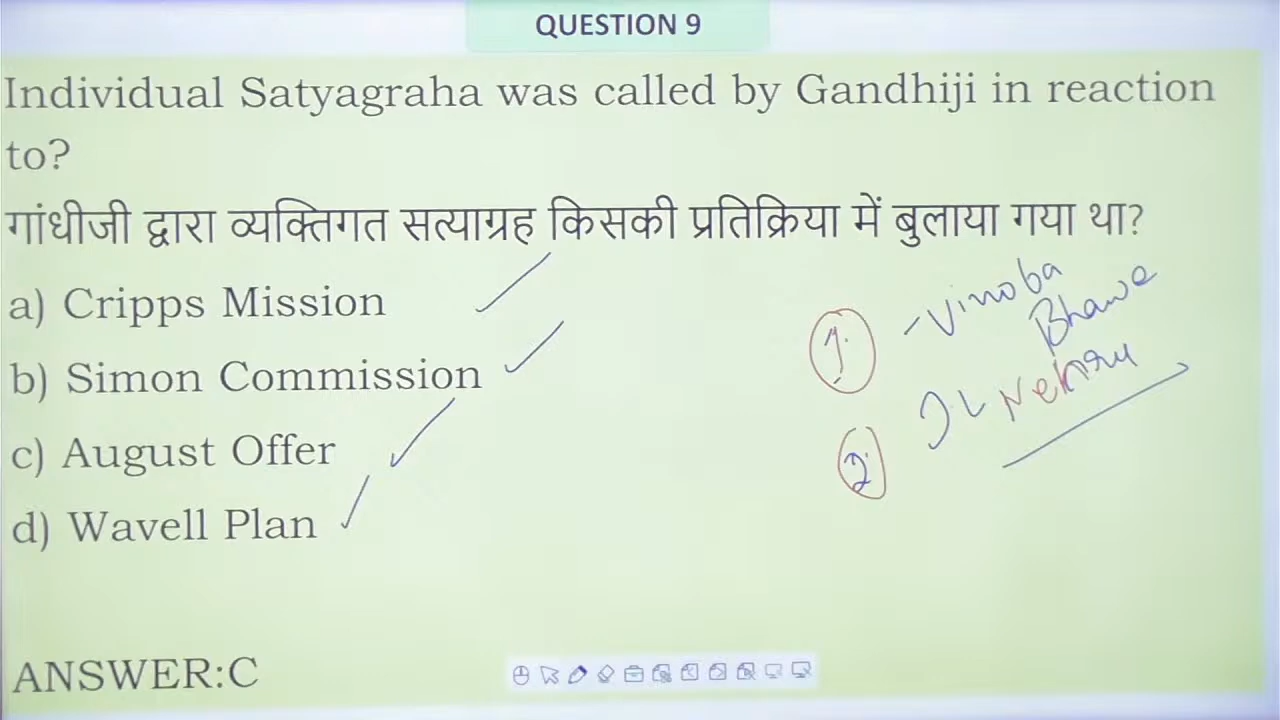 QUESTION 9
Individual Satyagraha was called by Gandhiji in reaction
to?
गांधीजी द्वारा व्यक्तिगत सत्याग्रह किसकी प्रतिक्रिया में बुलाया गया था?
a) Cripps Mission
b) Simon Commission
c) August Offer
d) Wavell Plan
1. - Vinoba
Bhave
2. JL Nehru
ANSWER:C